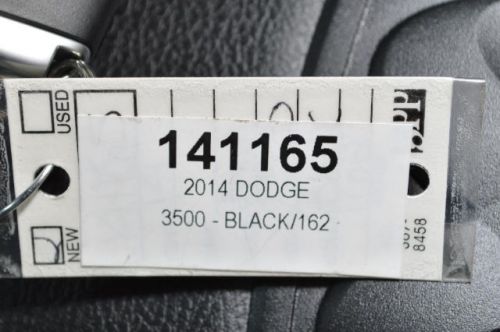 USED
141165
2014 DODGE
3500 - BLACK/162
NEW
8458